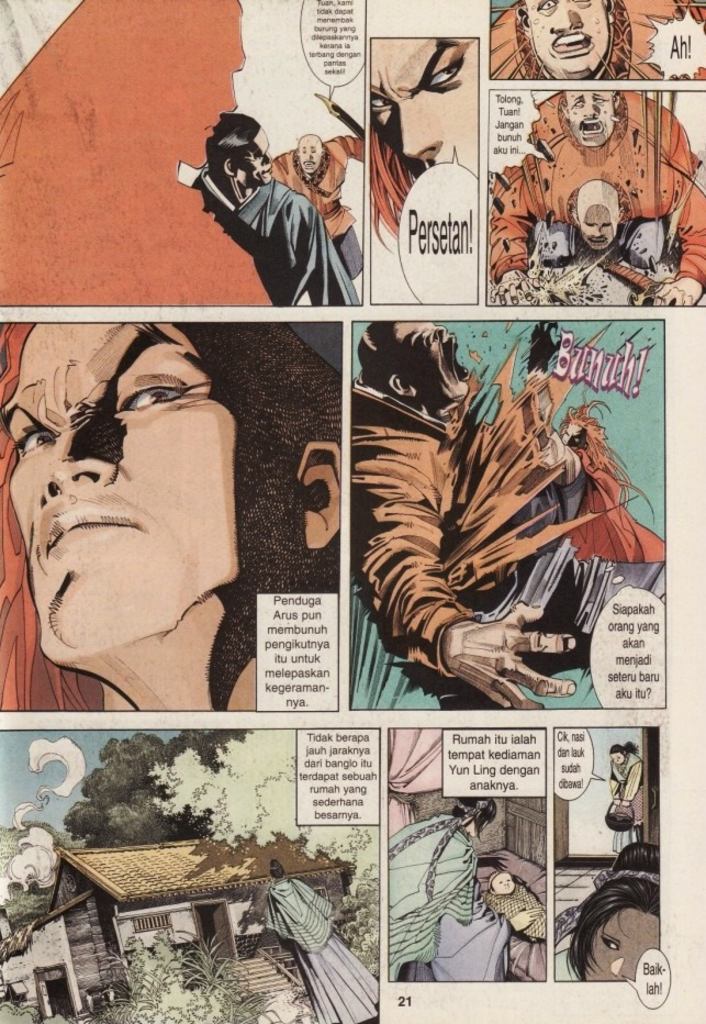 Tuan, kami
tidak dapat
menembak
burung yang
dilepaskannya
kerana ia
terbang dengan
pantas
sekali!
Persetan!
Ah!
Tolong,
Tuan!
Jangan
bunuh
aku ini...
Penduga
Arus pun
membunuh
pengikutnya
itu untuk
melepaskan
kegeraman-
nya.
Bunuh!
Siapakah
orang yang
akan
menjadi
seteru baru
aku itu?
Tidak berapa
jauh jaraknya
dari banglo itu
terdapat sebuah
rumah yang
sederhana
besarnya.
Rumah itu ialah
tempat kediaman
Yun Ling dengan
anaknya.
Cik, nasi
dan lauk
sudah
dibawa!
Baik-
lah!
21